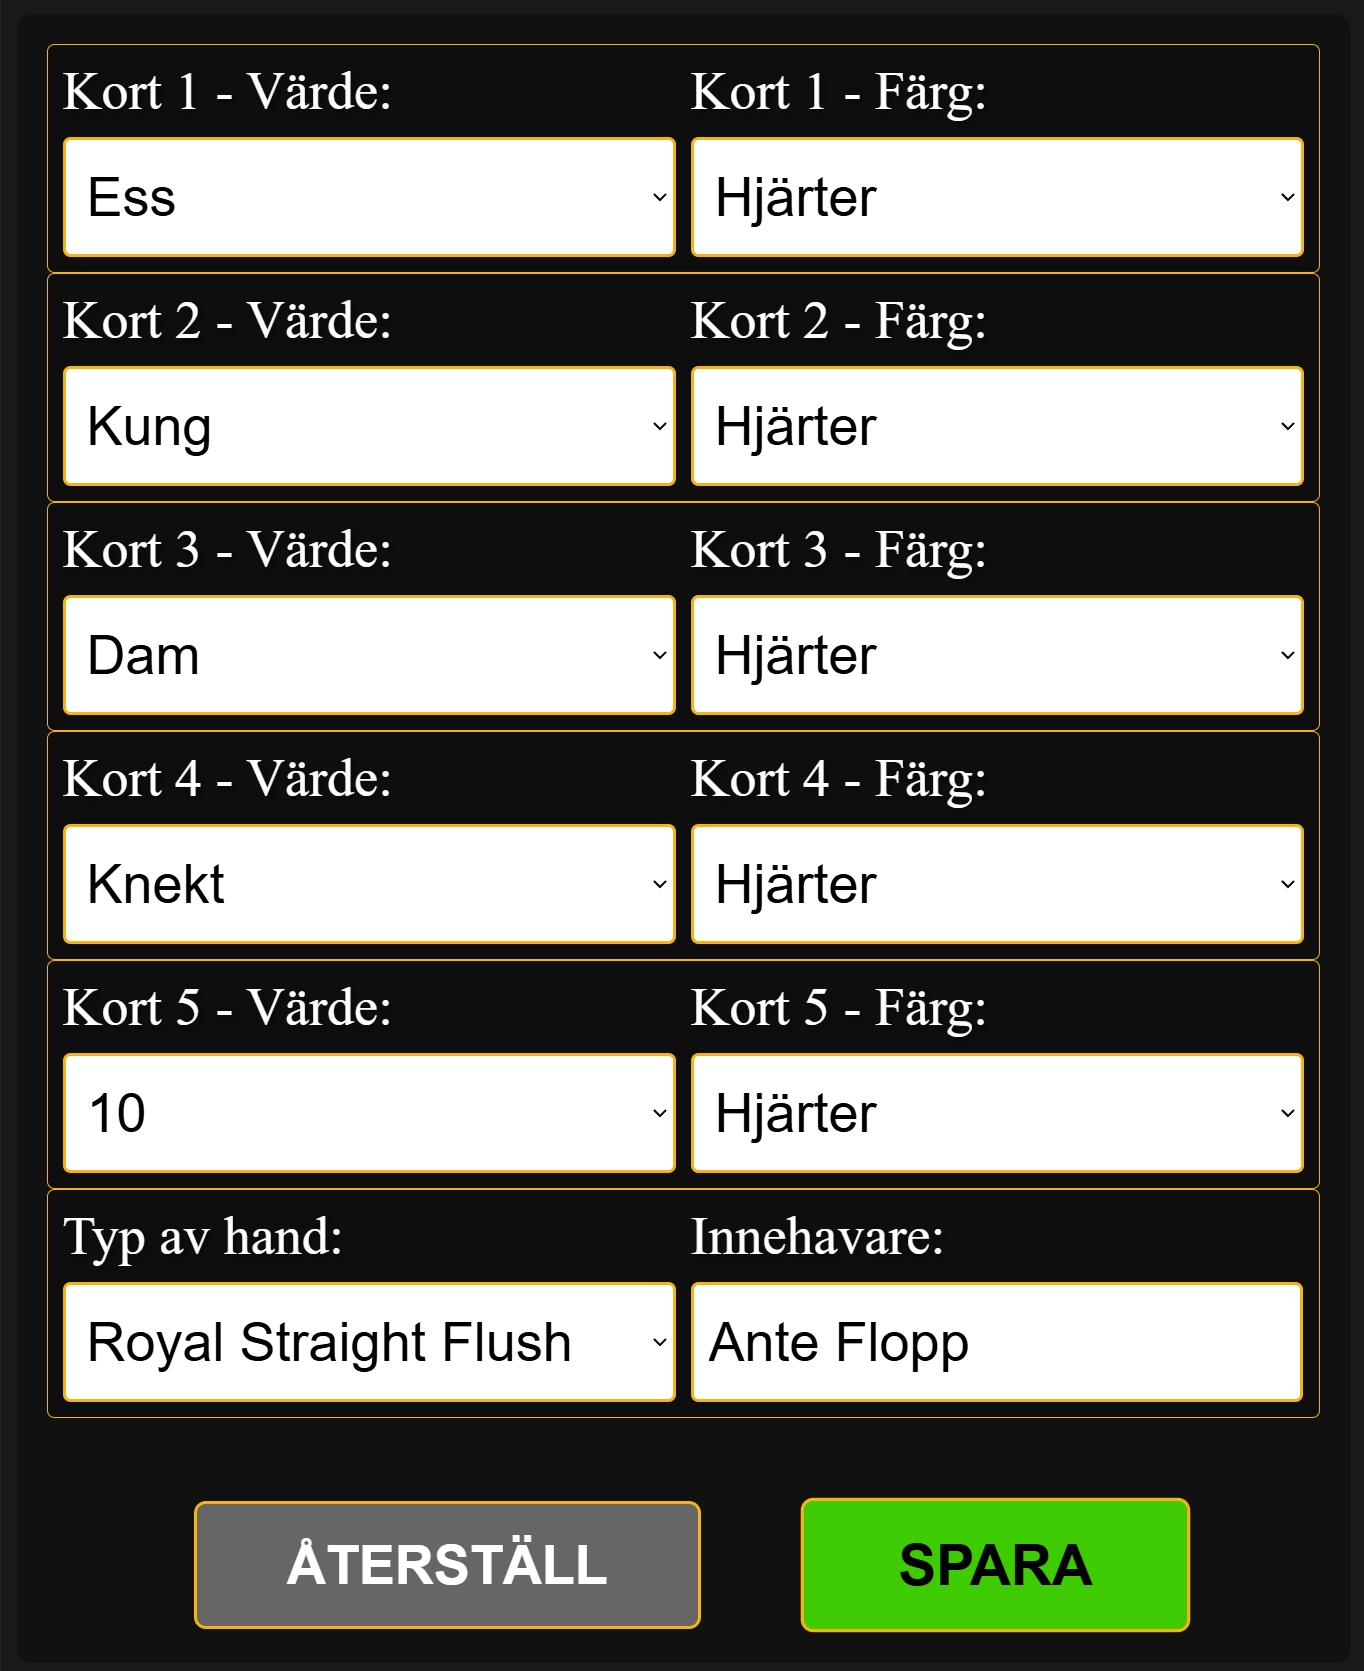 Kort 1 - Värde: Kort 1 - Färg:
Ess Hjärter
Kort 2 - Värde: Kort 2 - Färg:
Kung Hjärter
Kort 3 - Värde: Kort 3 - Färg:
Dam Hjärter
Kort 4 - Värde: Kort 4 - Färg:
Knekt Hjärter
Kort 5 - Värde: Kort 5 - Färg:
10 Hjärter
Typ av hand: Innehavare:
Royal Straight Flush Ante Flopp
ÅTERSTÄLL SPARA